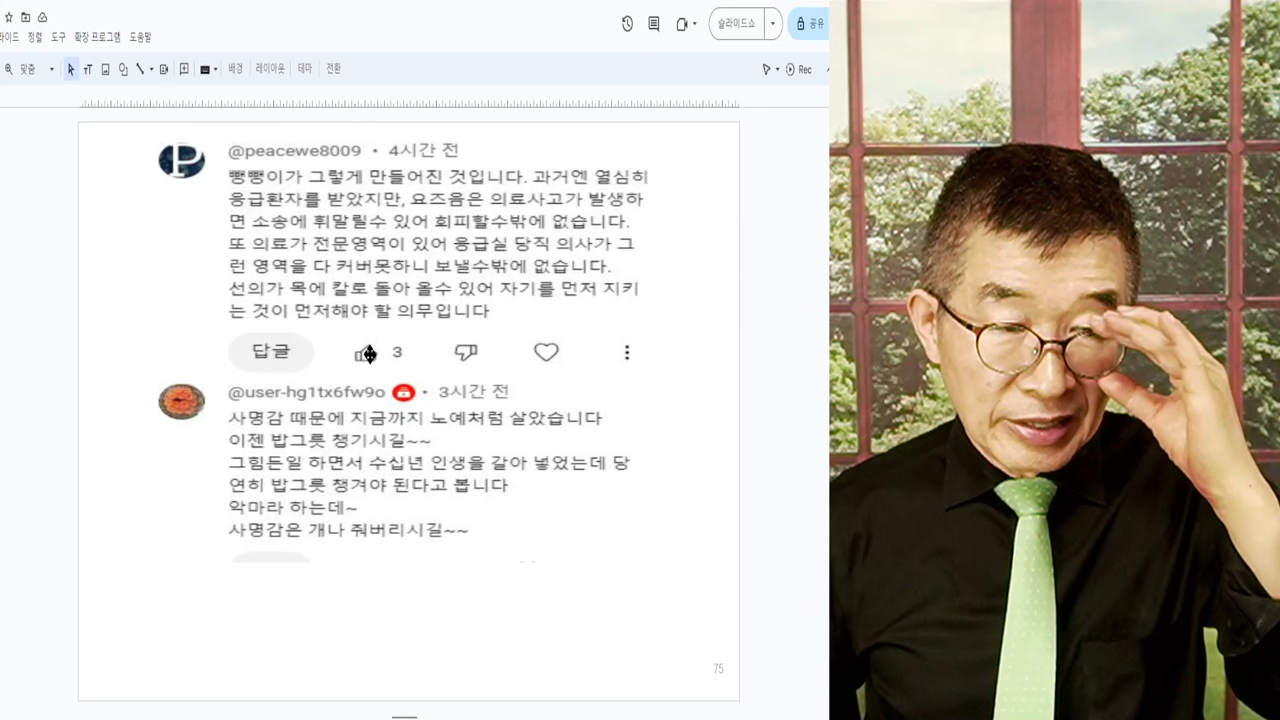 라이드 정렬 도구 확장 프로그램 도움말
슬라이드쇼
공유
맞춤
배경 레이아웃 테마 전환
Rec
@peacewe8009 • 4시간 전
뺑뺑이가 그렇게 만들어진 것입니다. 과거엔 열심히
응급환자를 받았지만, 요즈음은 의료사고가 발생하
면 소송에 휘말릴수 있어 회피할수밖에 없습니다.
또 의료가 전문영역이 있어 응급실 당직 의사가 그
런 영역을 다 커버못하니 보낼수밖에 없습니다.
선의가 목에 칼로 돌아 올수 있어 자기를 먼저 지키
는 것이 먼저해야 할 의무입니다
답글
3
@user-hg1tx6fw9o • 3시간 전
사명감 때문에 지금까지 노예처럼 살았습니다
이젠 밥그릇 챙기시길~~
그힘든일 하면서 수십년 인생을 갈아 넣었는데 당
연히 밥그릇 챙겨야 된다고 봅니다
악마라 하는데~
사명감은 개나 줘버리시길~~
75